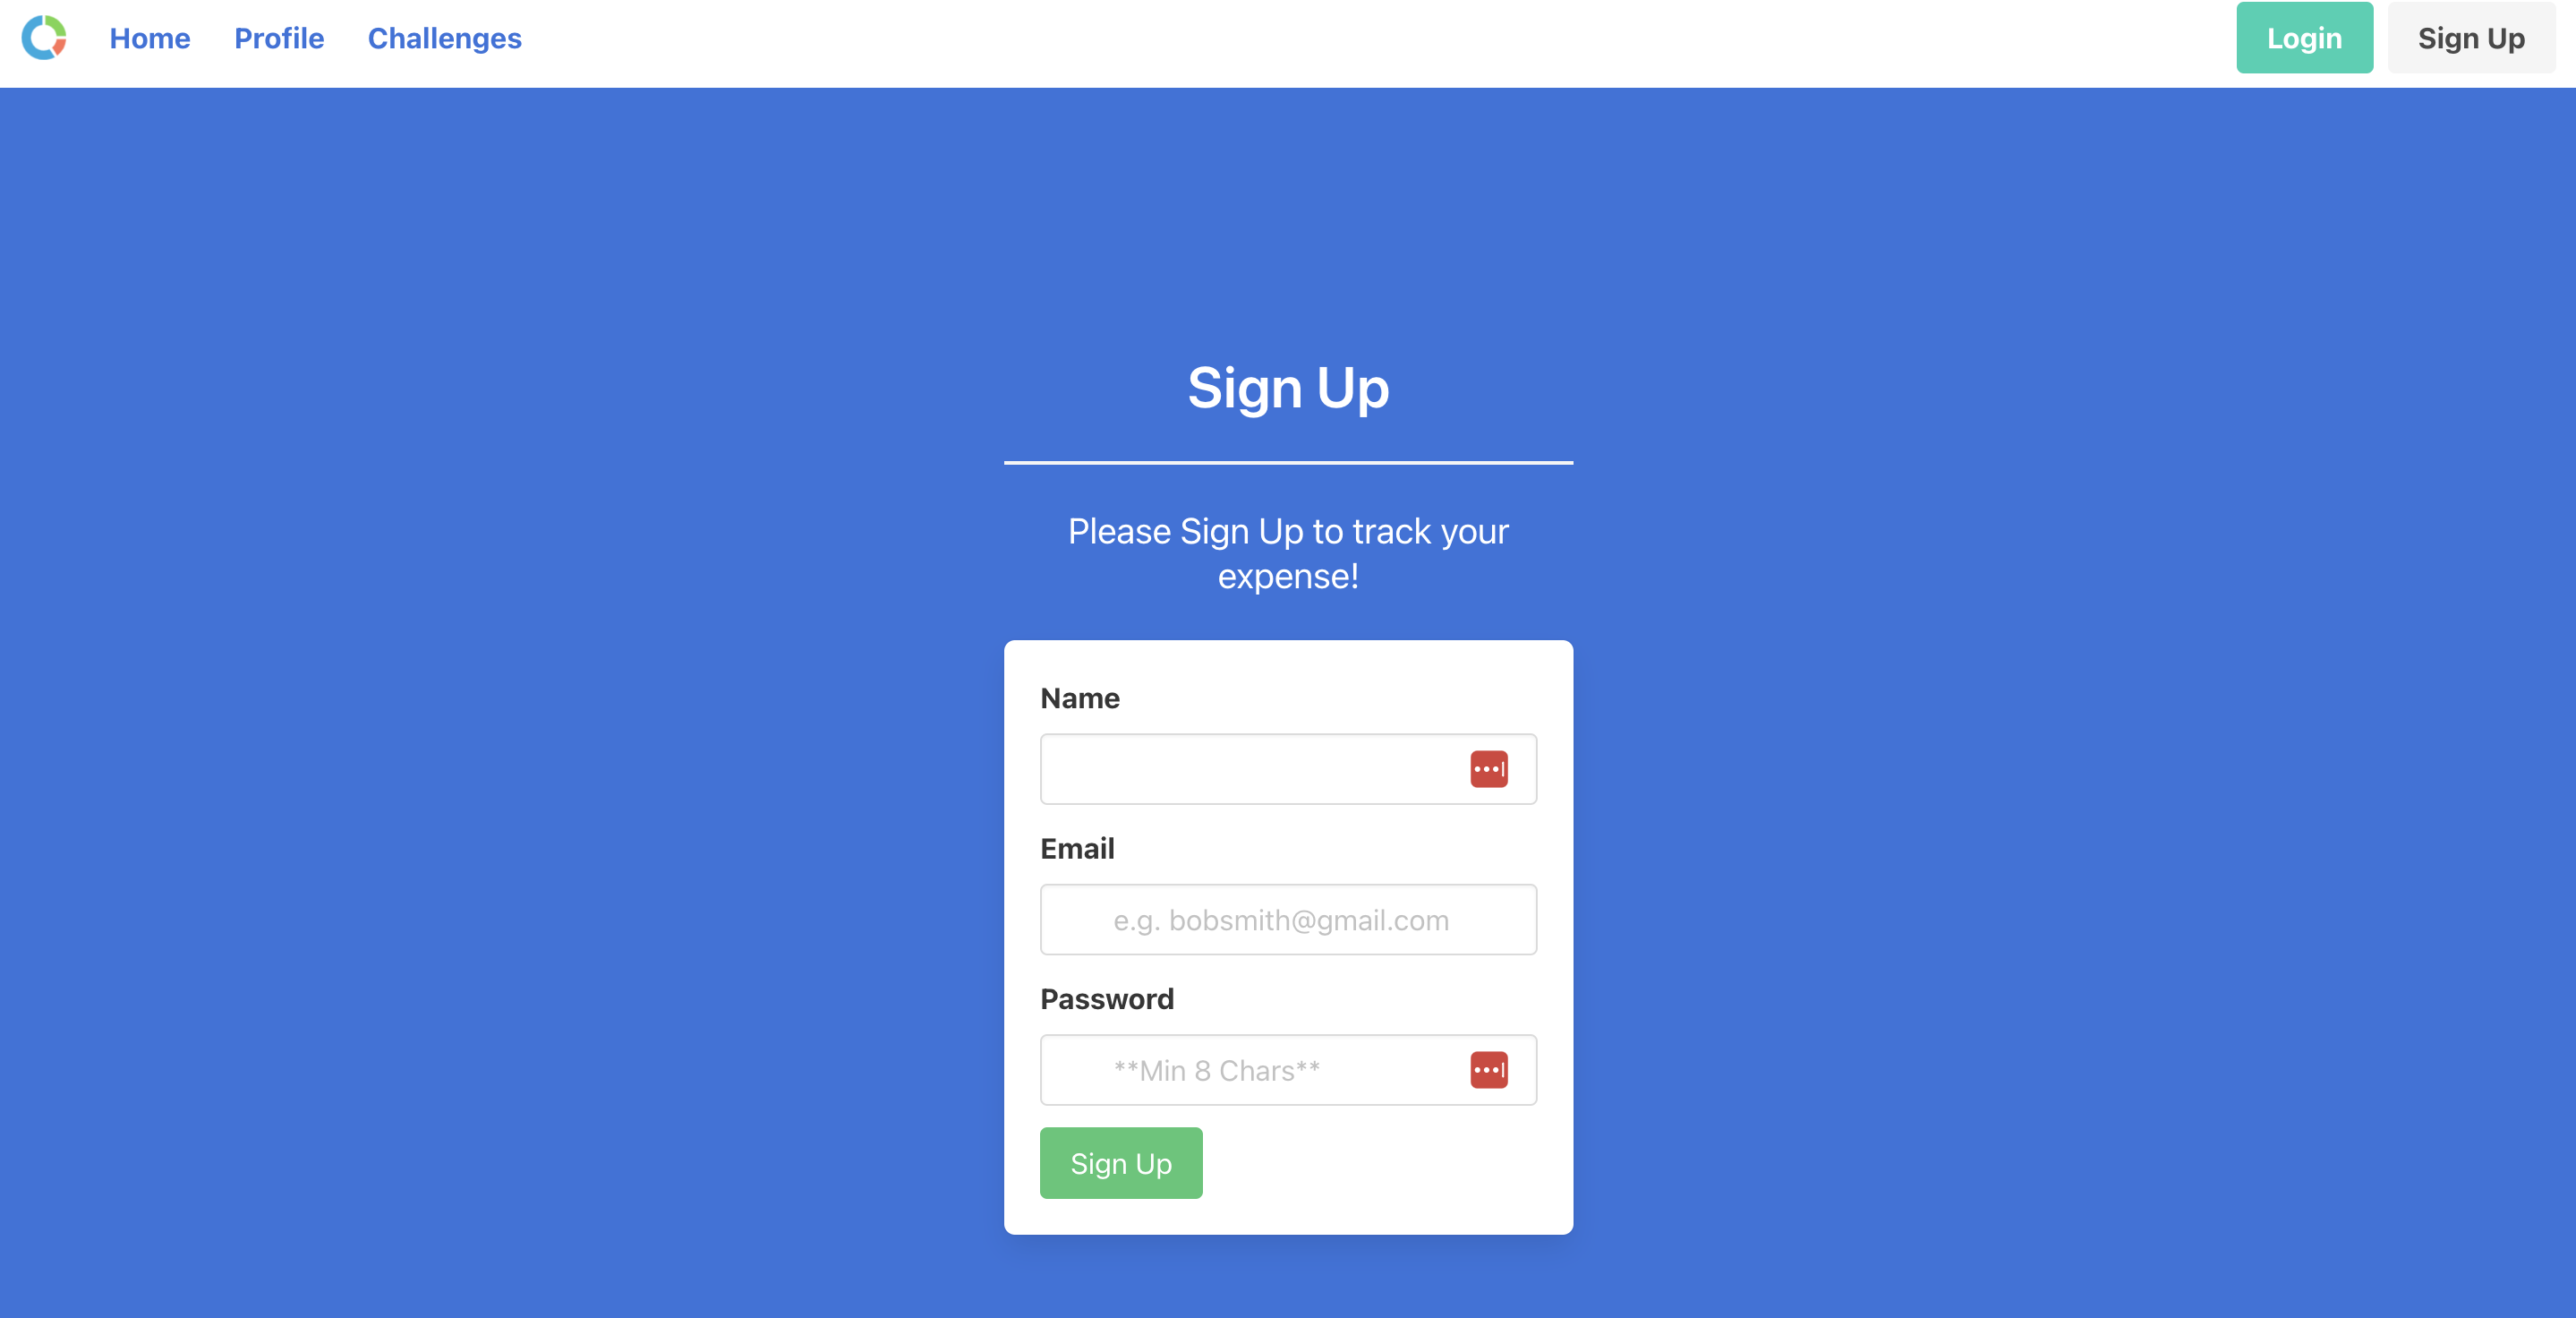 Home Profile Challenges Login Sign Up
Sign Up
Please Sign Up to track your
expense!
Name
Email
e.g. bobsmith@gmail.com
Password
**Min 8 Chars**
Sign Up